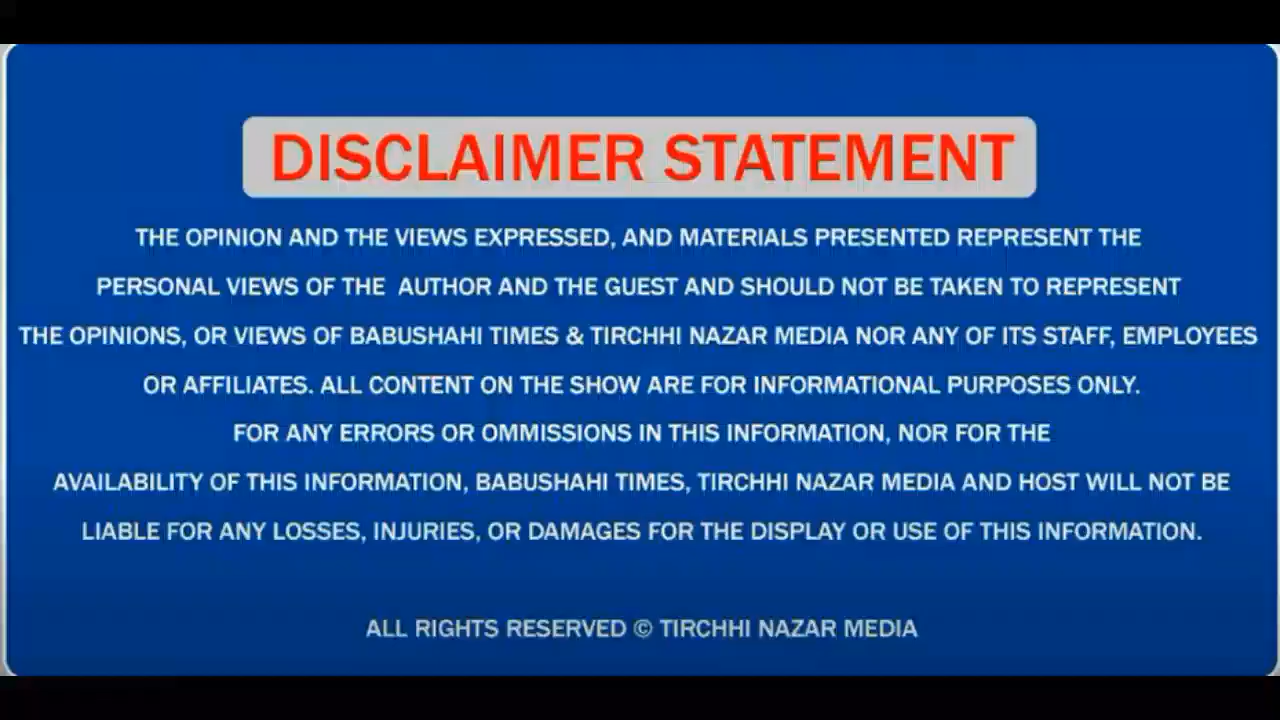 DISCLAIMER STATEMENT
THE OPINION AND THE VIEWS EXPRESSED, AND MATERIALS PRESENTED REPRESENT THE
PERSONAL VIEWS OF THE AUTHOR AND THE GUEST AND SHOULD NOT BE TAKEN TO REPRESENT
THE OPINIONS, OR VIEWS OF BABUSHAHI TIMES & TIRCHHI NAZAR MEDIA NOR ANY OF ITS STAFF, EMPLOYEES
OR AFFILIATES. ALL CONTENT ON THE SHOW ARE FOR INFORMATIONAL PURPOSES ONLY.
FOR ANY ERRORS OR OMMISSIONS IN THIS INFORMATION, NOR FOR THE
AVAILABILITY OF THIS INFORMATION, BABUSHAHI TIMES, TIRCHHI NAZAR MEDIA AND HOST WILL NOT BE
LIABLE FOR ANY LOSSES, INJURIES, OR DAMAGES FOR THE DISPLAY OR USE OF THIS INFORMATION.
ALL RIGHTS RESERVED © TIRCHHI NAZAR MEDIA